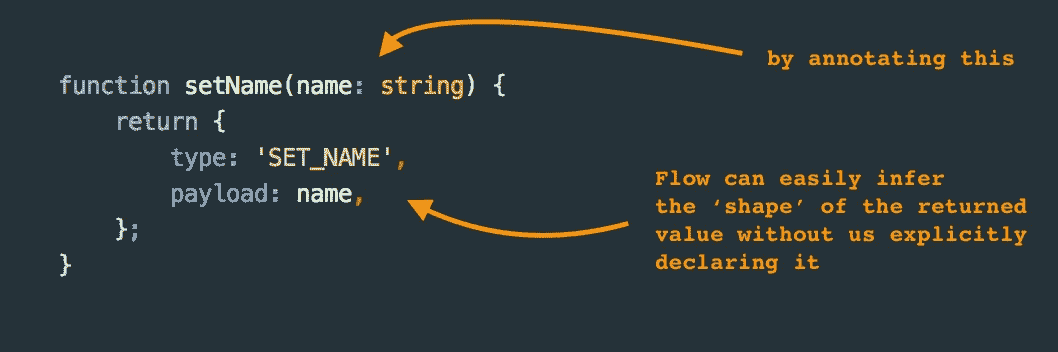 by annotating this
function setName(name: string) {
    return {
        type: 'SET_NAME',
        payload: name,
    };
}
Flow can easily infer
the ‘shape’ of the returned
value without us explicitly
declaring it